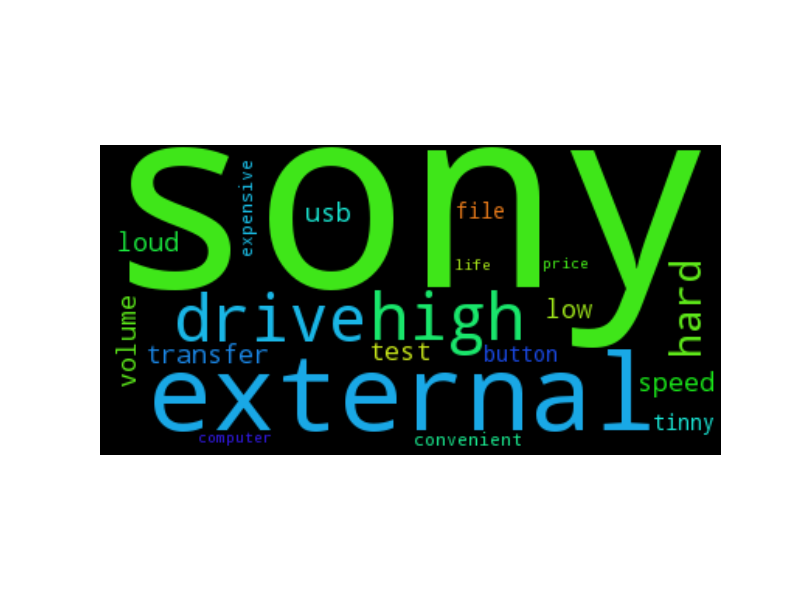 sony
expensive
usb
file
loud
life
price
hard
drive
high
low
volume
transfer
test
button
external
speed
tinny
computer
convenient